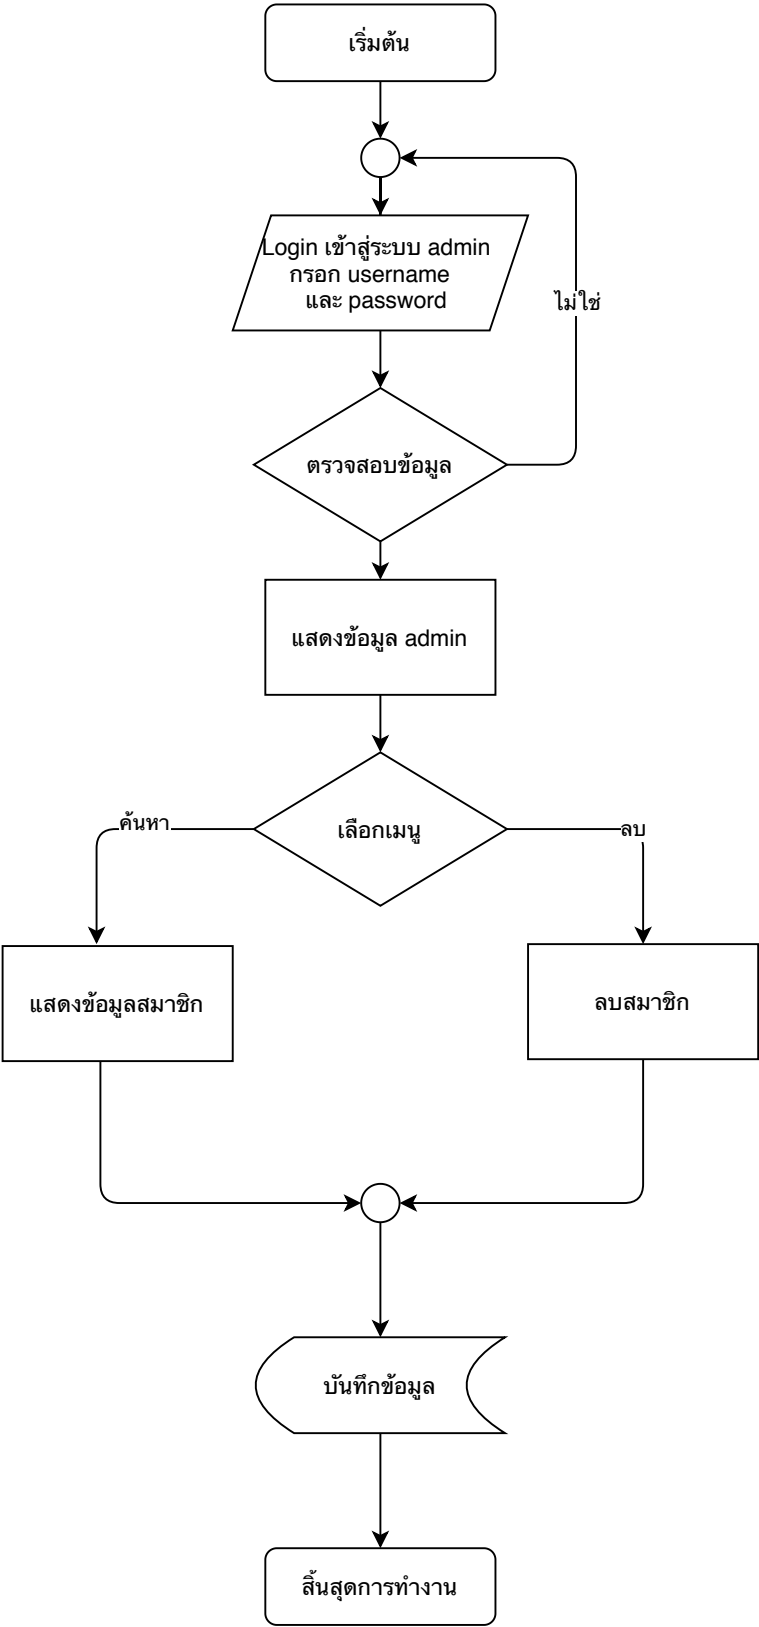 เริ่มต้น
Login เข้าสู่ระบบ admin
กรอก username
และ password
ไม่ใช่
ตรวจสอบข้อมูล
แสดงข้อมูล admin
ค้นหา
เลือกเมนู
ลบ
แสดงข้อมูลสมาชิก
ลบสมาชิก
บันทึกข้อมูล
สิ้นสุดการทำงาน